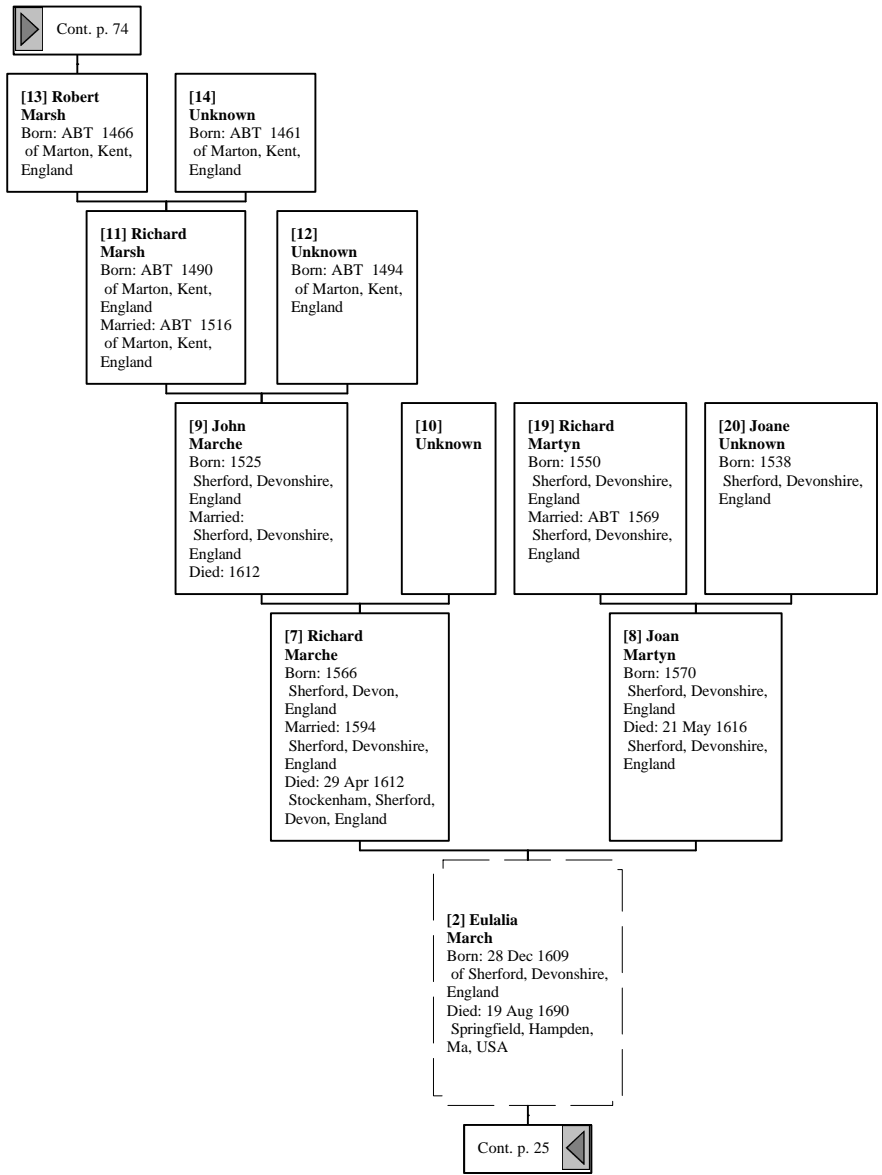 Cont. p. 74
[13] Robert
Marsh
Born: ABT 1466
of Marton, Kent,
England
[14]
Unknown
Born: ABT 1461
of Marton, Kent,
England
[11] Richard
Marsh
Born: ABT 1490
of Marton, Kent,
England
Married: ABT 1516
of Marton, Kent,
England
[12]
Unknown
Born: ABT 1494
of Marton, Kent,
England
[9] John
Marche
Born: 1525
Sherford, Devonshire,
England
Married:
Sherford, Devonshire,
England
Died: 1612
[10]
Unknown
[19] Richard
Martyn
Born: 1550
Sherford, Devonshire,
England
Married: ABT 1569
Sherford, Devonshire,
England
[20] Joane
Unknown
Born: 1538
Sherford, Devonshire,
England
[7] Richard
Marche
Born: 1566
Sherford, Devon,
England
Married: 1594
Sherford, Devonshire,
England
Died: 29 Apr 1612
Stockenham, Sherford,
Devon, England
[8] Joan
Martyn
Born: 1570
Sherford, Devonshire,
England
Died: 21 May 1616
Sherford, Devonshire,
England
[2] Eulalia
March
Born: 28 Dec 1609
of Sherford, Devonshire,
England
Died: 19 Aug 1690
Springfield, Hampden,
Ma, USA
Cont. p. 25